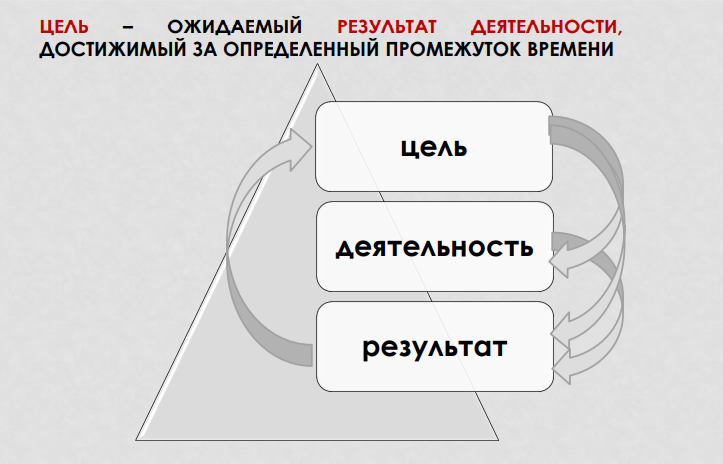 ЦЕЛЬ – ОЖИДАЕМЫЙ РЕЗУЛЬТАТ ДЕЯТЕЛЬНОСТИ,
ДОСТИЖИМЫЙ ЗА ОПРЕДЕЛЕННЫЙ ПРОМЕЖУТОК ВРЕМЕНИ
цель
деятельность
результат